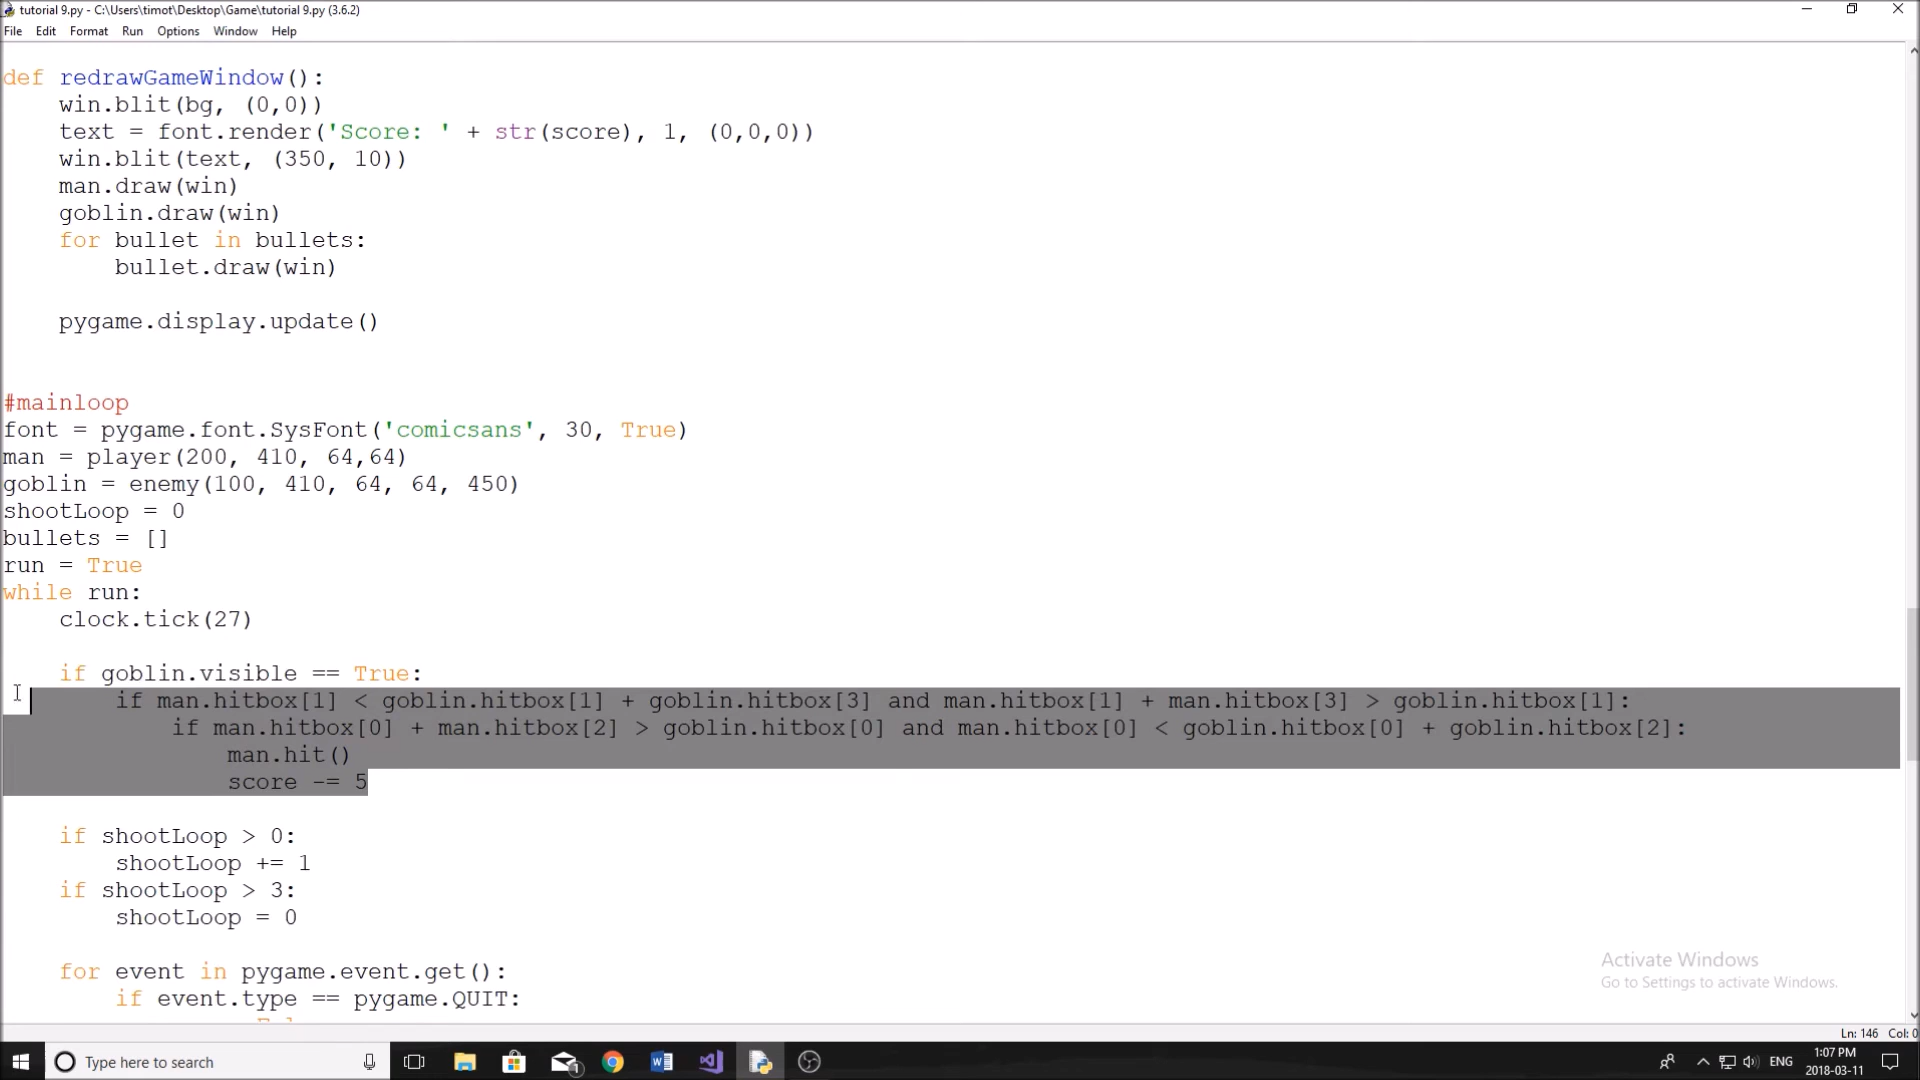 tutorial 9.py - C:\Users\timot\Desktop\Game\tutorial 9.py (3.6.2)
File Edit Format Run Options Window Help
def redrawGameWindow():
    win.blit(bg, (0,0))
    text = font.render('Score: ' + str(score), 1, (0,0,0))
    win.blit(text, (350, 10))
    man.draw(win)
    goblin.draw(win)
    for bullet in bullets:
        bullet.draw(win)
    pygame.display.update()
#mainloop
font = pygame.font.SysFont('comicsans', 30, True)
man = player(200, 410, 64,64)
goblin = enemy(100, 410, 64, 64, 450)
shootLoop = 0
bullets = []
run = True
while run:
    clock.tick(27)
    if goblin.visible == True:
        if man.hitbox[1] < goblin.hitbox[1] + goblin.hitbox[3] and man.hitbox[1] + man.hitbox[3] > goblin.hitbox[1]:
            if man.hitbox[0] + man.hitbox[2] > goblin.hitbox[0] and man.hitbox[0] < goblin.hitbox[0] + goblin.hitbox[2]:
                man.hit()
                score -= 5
    if shootLoop > 0:
        shootLoop += 1
    if shootLoop > 3:
        shootLoop = 0
    for event in pygame.event.get():
        if event.type == pygame.QUIT:
Activate Windows
Go to Settings to activate Windows.
Ln: 146 Col: 0
Type here to search
1
ENG
1:07 PM
2018-03-11